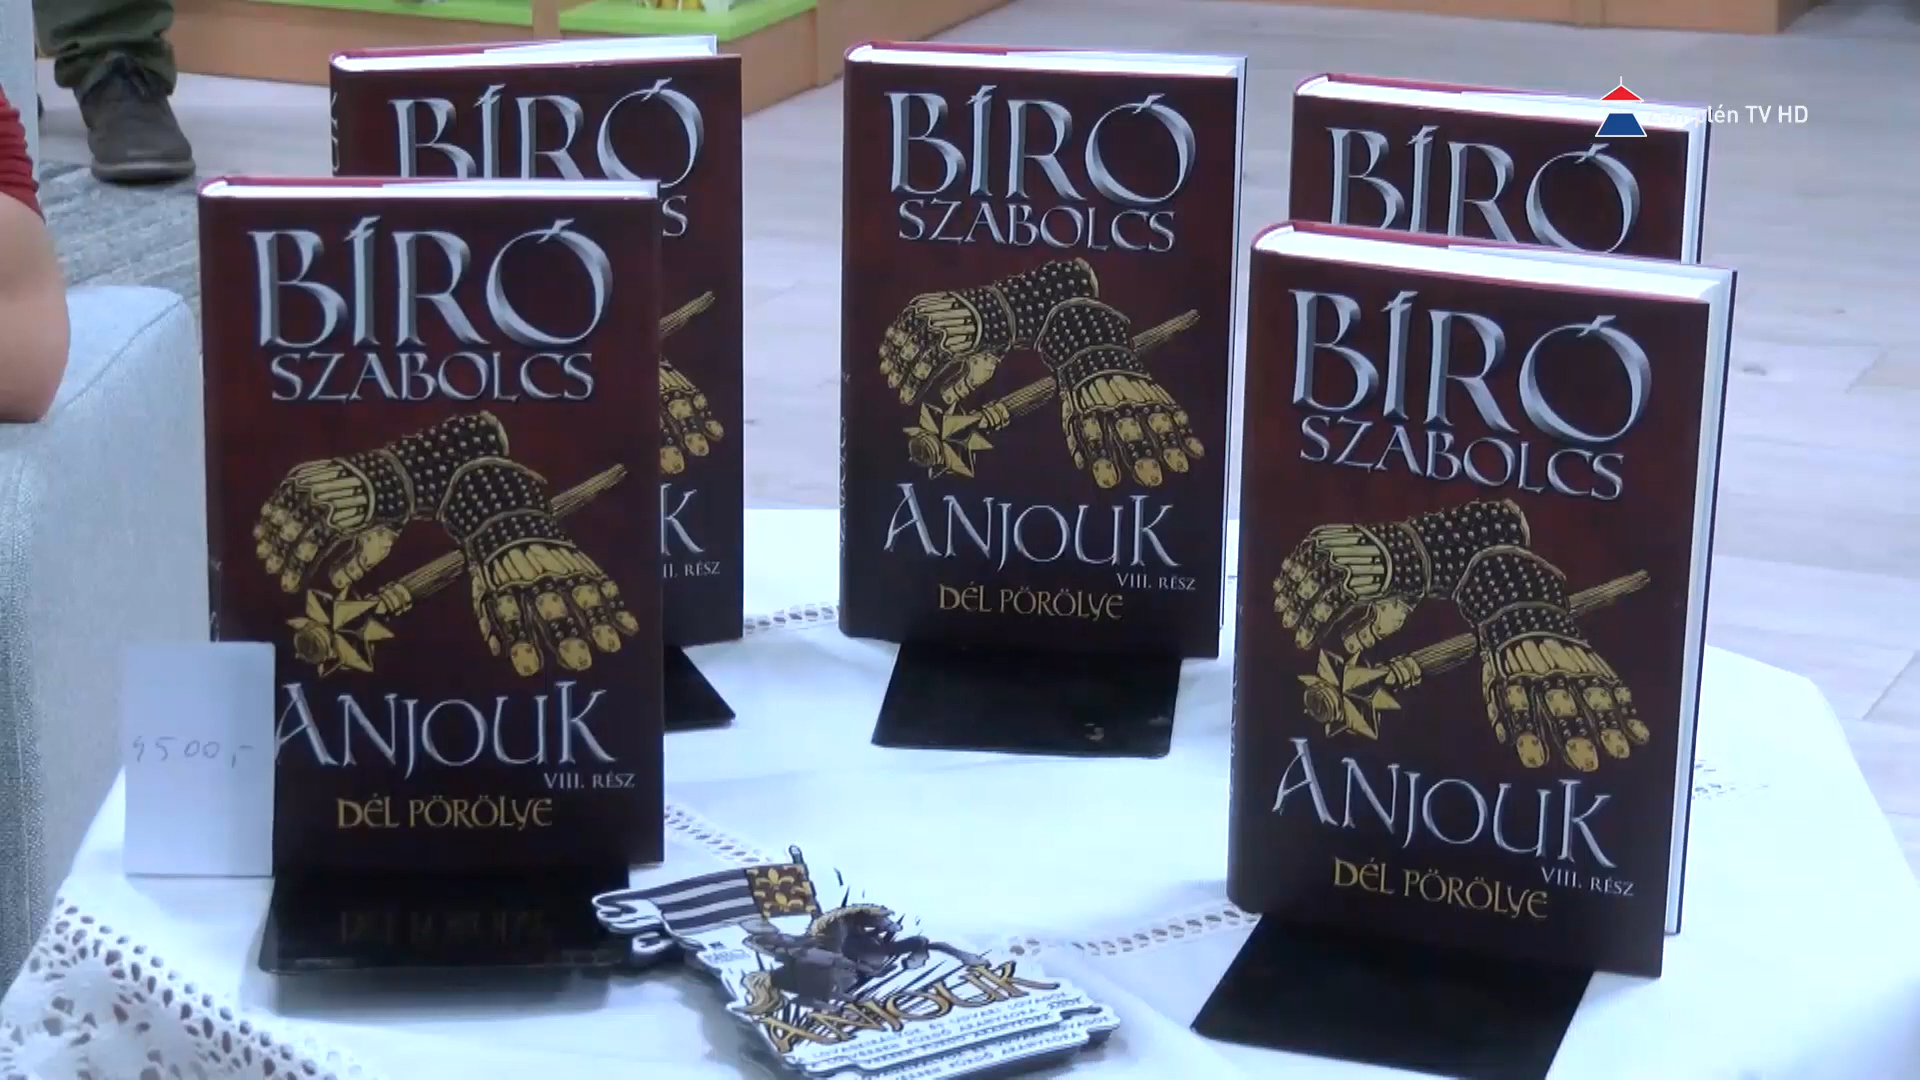 BÍRÓ
BÍRÓ
SZABOLCS
ANJOUK
VIII. RÉSZ
DÉL PÖRÖLYE
BÍRÓ
plén TV HD
BÍRÓ
SZABOLCS
ANJOUK
VIII. RÉSZ
DÉL PÖRÖLYE
BÍRÓ
SZABOLCS
ANJOUK
VIII. RÉSZ
DÉL PÖRÖLYE
4500,-
ANJOUK